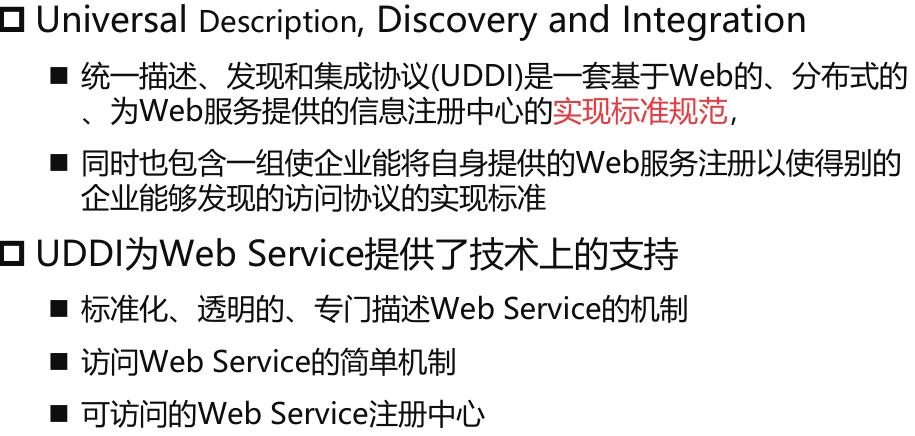 Universal Description, Discovery and Integration
统一描述、发现和集成协议(UDDI)是一套基于Web的、分布式的
、为Web服务提供的信息注册中心的实现标准规范，
同时也包含一组使企业能将自身提供的Web服务注册以使得别的
企业能够发现的访问协议的实现标准
UDDI为Web Service提供了技术上的支持
标准化、透明的、专门描述Web Service的机制
访问Web Service的简单机制
可访问的Web Service注册中心